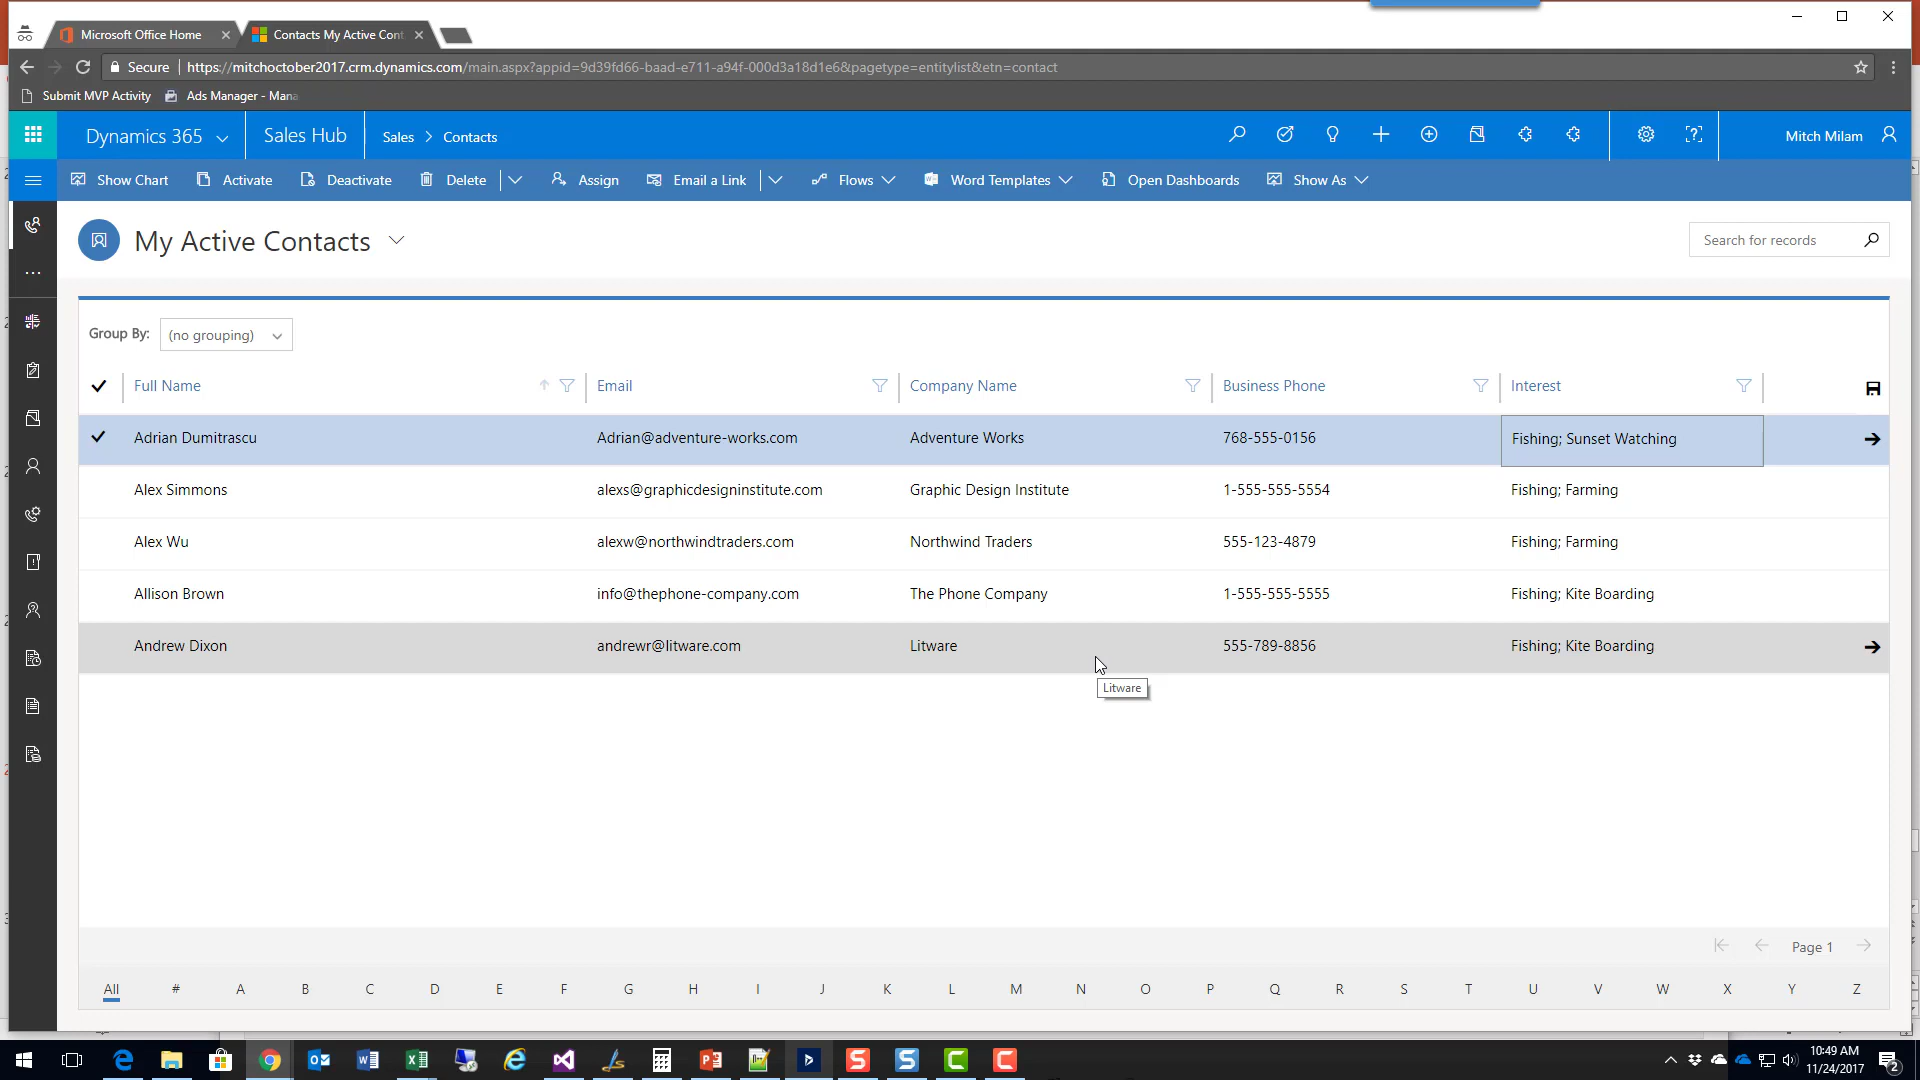 Microsoft Office Home
Contacts My Active Cont
Secure
https://mitchoctober2017.crm.dynamics.com/main.aspx?appid=9d39fd66-baad-e711-a94f-000d3a18d1e6&pagetype=entitylist&etn=contact
Submit MVP Activity
Ads Manager - Mana
Dynamics 365
Sales Hub
Sales > Contacts
Mitch Milam
Show Chart
Activate
Deactivate
Delete
Assign
Email a Link
Flows
Word Templates
Open Dashboards
Show As
My Active Contacts
Search for records
Group By: (no grouping)
Full Name Email Company Name Business Phone Interest
Adrian Dumitrascu Adrian@adventure-works.com Adventure Works 768-555-0156 Fishing; Sunset Watching
Alex Simmons alexs@graphicdesigninstitute.com Graphic Design Institute 1-555-555-5554 Fishing; Farming
Alex Wu alexw@northwindtraders.com Northwind Traders 555-123-4879 Fishing; Farming
Allison Brown info@thephone-company.com The Phone Company 1-555-555-5555 Fishing; Kite Boarding
Andrew Dixon andrewr@litware.com Litware 555-789-8856 Fishing; Kite Boarding
Litware
Page 1
All # A B C D E F G H I J K L M N O P Q R S T U V W X Y Z
10:49 AM
11/24/2017
2